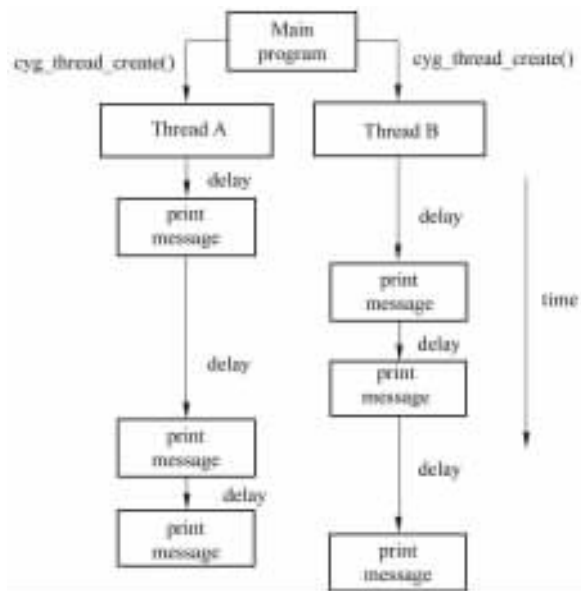 Main
program
cyg_thread_create()
cyg_thread_create()
Thread A
Thread B
delay
print
message
delay
print
message
time
delay
print
message
delay
print
message
delay
delay
print
message
print
message